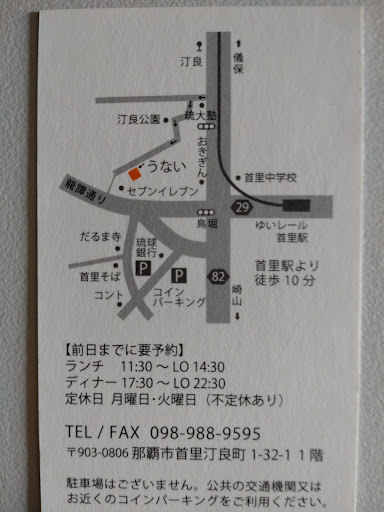 汀良
儀保
琉大塾
汀良公園
おきぎん
うない
首里中学校
セブンイレブン
龍潭通り
29
鳥堀
ゆいレール
首里駅
だるま寺
琉球
銀行
首里そば
P
P
82
首里駅より
徒歩10分
コント
コイン
パーキング
崎山
【前日までに要予約】
ランチ 11:30 ～ LO 14:30
ディナー 17:30 ～ LO 22:30
定休日 月曜日・火曜日（不定休あり）
TEL / FAX 098-988-9595
〒903-0806 那覇市首里汀良町 1-32-1 1階
駐車場はございません。公共の交通機関又は
お近くのコインパーキングをご利用ください。